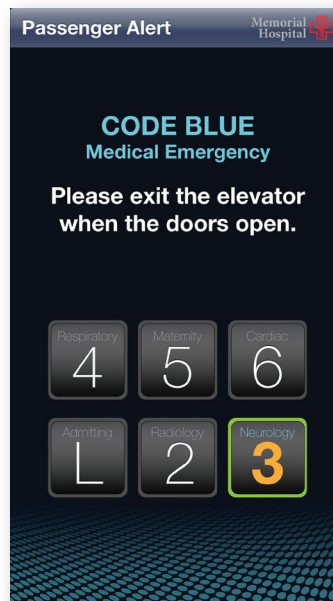 Passenger Alert
Memorial
Hospital
CODE BLUE
Medical Emergency
Please exit the elevator
when the doors open.
Respiratory Maternity Cardiac
4 5 6
Admitting Radiology Neurology
L 2 3